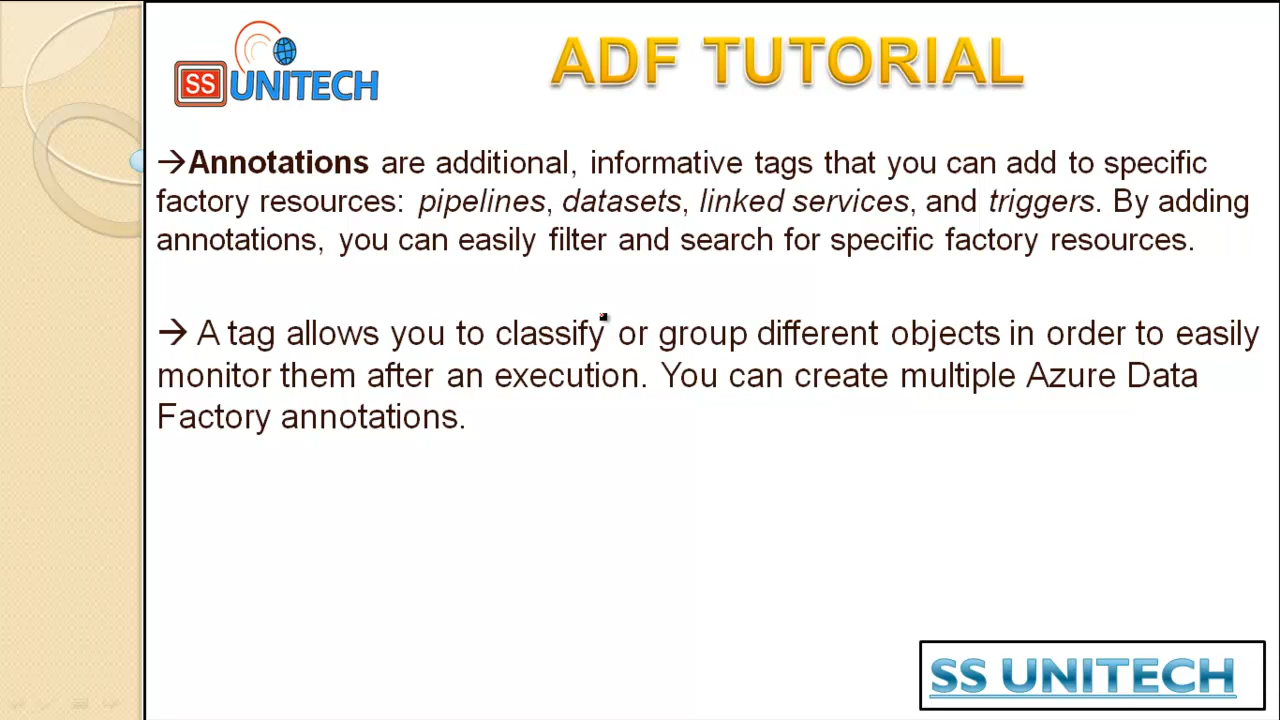 SS UNITECH
ADF TUTORIAL
→Annotations are additional, informative tags that you can add to specific
factory resources: pipelines, datasets, linked services, and triggers. By adding
annotations, you can easily filter and search for specific factory resources.
→ A tag allows you to classify or group different objects in order to easily
monitor them after an execution. You can create multiple Azure Data
Factory annotations.
SS UNITECH